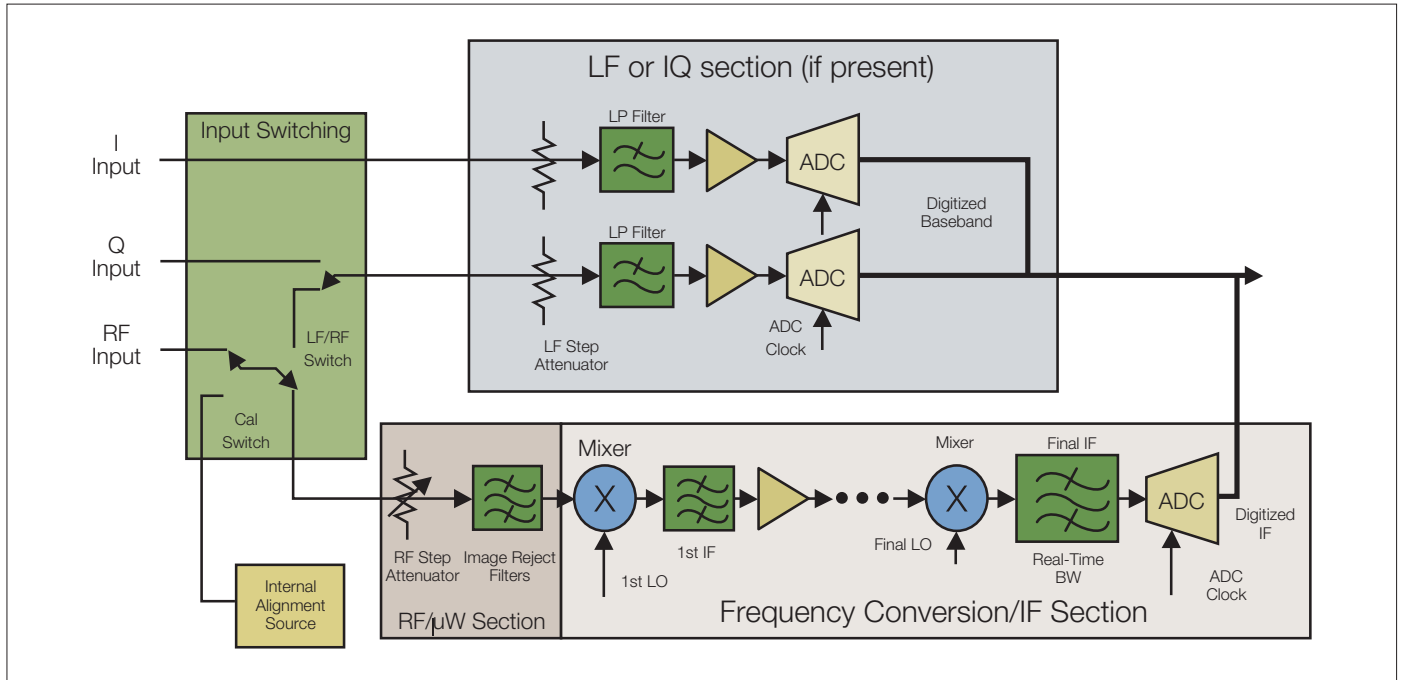 LF or IQ section (if present)
Input Switching
I
Input
LP Filter
ADC
Digitized
Baseband
Q
Input
LP Filter
ADC
RF
Input
LF/RF
Switch
LF Step
Attenuator
ADC
Clock
Cal
Switch
Mixer
X
1st IF
1st LO
Mixer
X
Final LO
Final IF
Real-Time
BW
ADC
Digitized
IF
ADC
Clock
RF Step
Attenuator
Image Reject
Filters
Internal
Alignment
Source
RF/µW Section
Frequency Conversion/IF Section